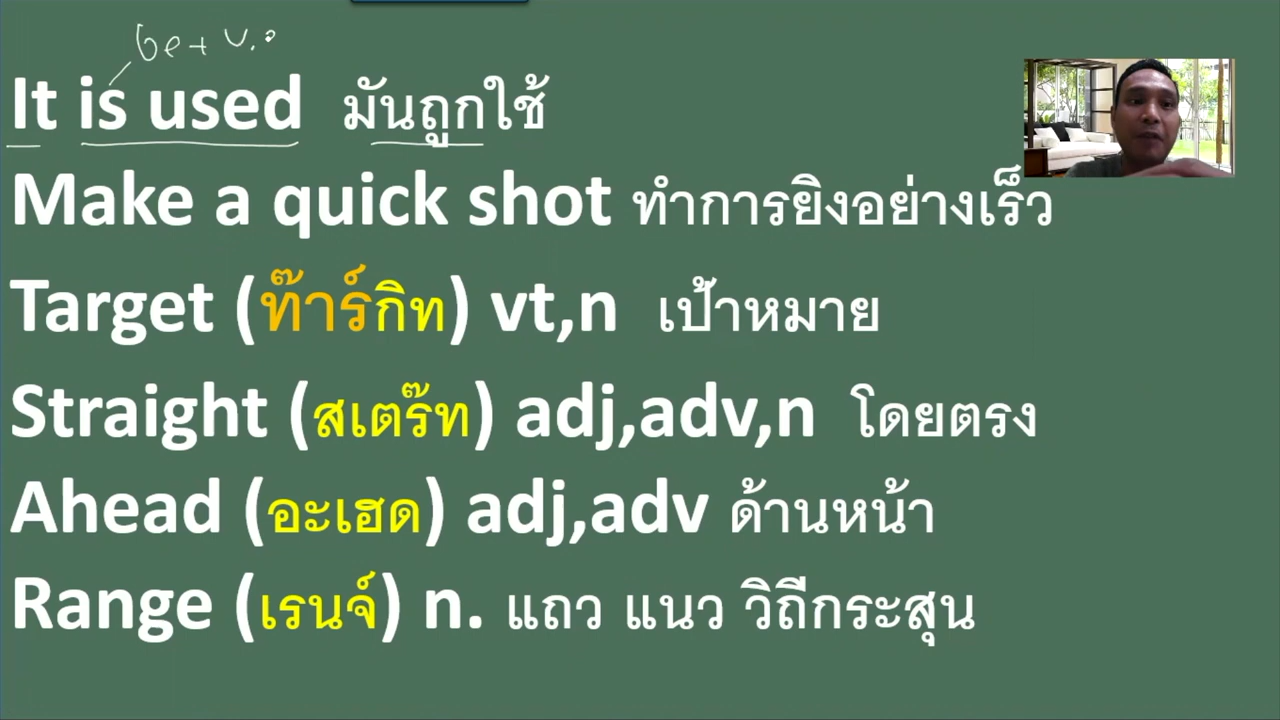 be + v.
It is used มันถูกใช้
Make a quick shot ทำการยิงอย่างเร็ว
Target (ท๊าร์กิท) vt,n เป้าหมาย
Straight (สเตร๊ท) adj,adv,n โดยตรง
Ahead (อะเฮด) adj,adv ด้านหน้า
Range (เรนจ์) n. แถว แนว วิถีกระสุน